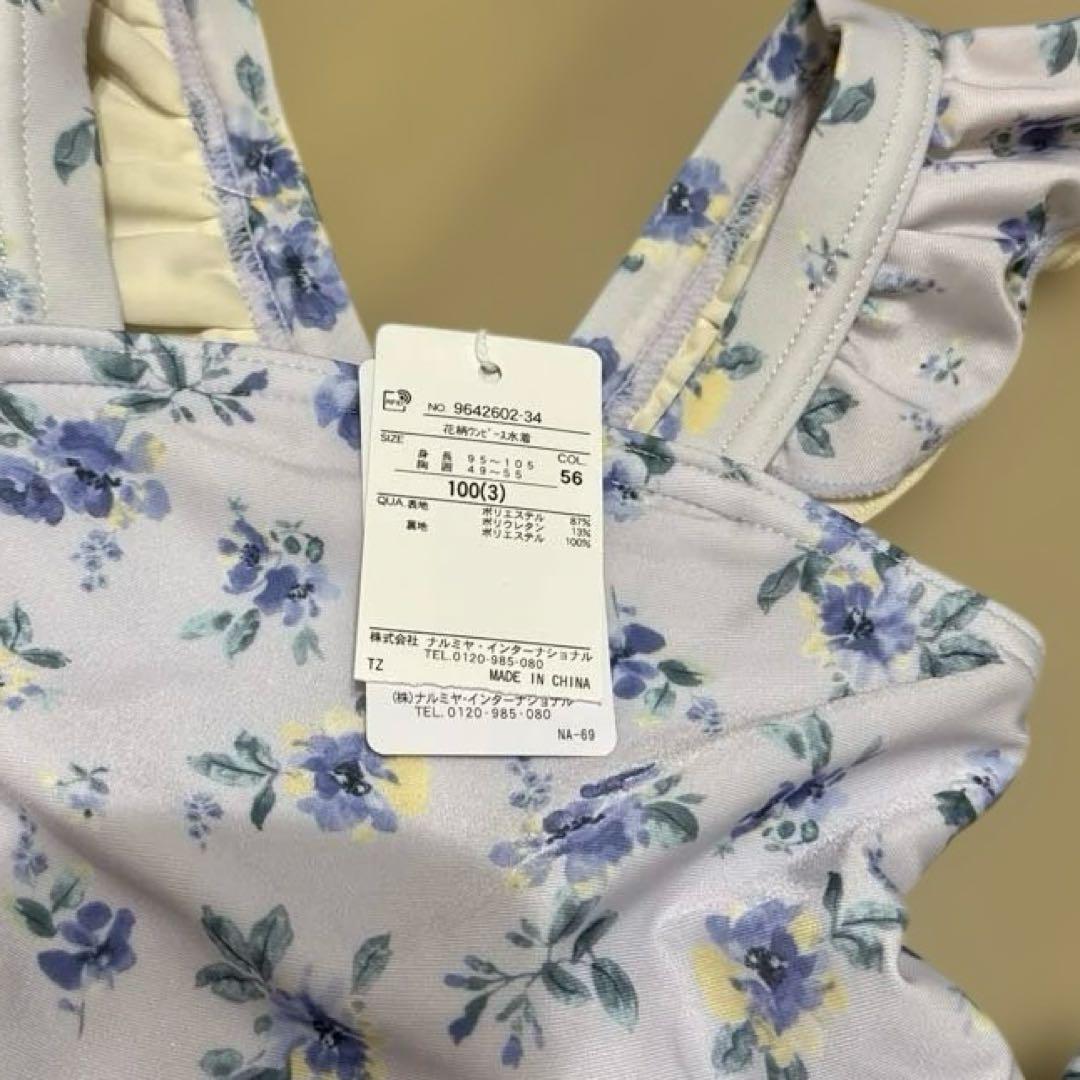 RFID
NO. 9642602-34
花柄ワンピース水着
SIZE
身長 95~105
COL.
胸囲 49~55
56
100(3)
QUA. 表地 ポリエステル 87%
ポリウレタン 13%
裏地 ポリエステル 100%
株式会社 ナルミヤ・インターナショナル
TEL.0120-985-080
TZ
MADE IN CHINA
(株)ナルミヤ・インターナショナル
TEL.0120-985-080
NA-69